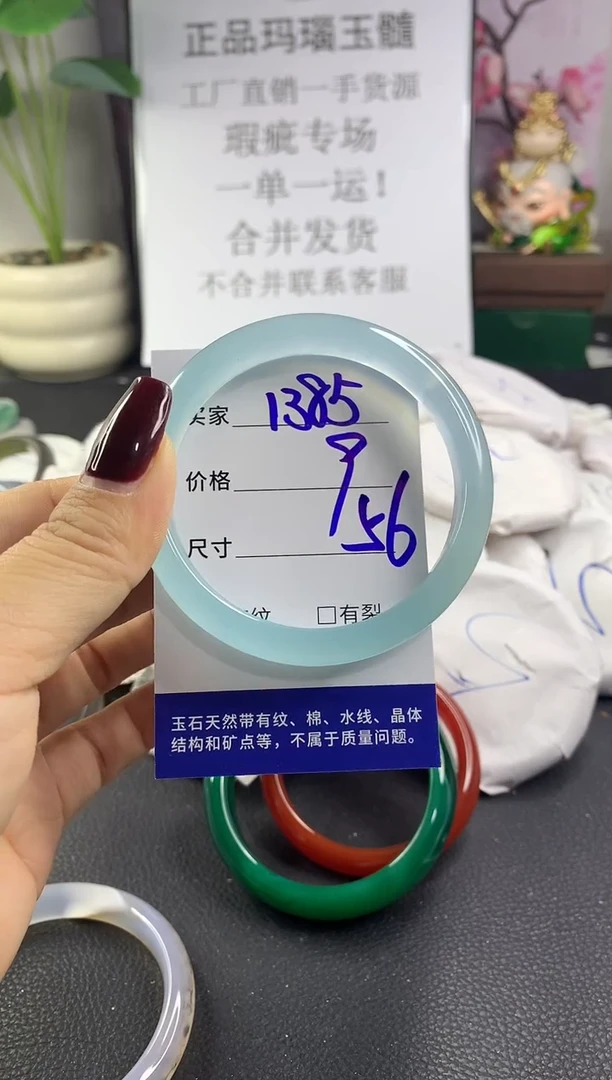 正品玛瑙玉髓
工厂直销一手货源
瑕疵专场
一单一运！
合并发货
不合并联系客服
买家 1385
价格 9
尺寸 56
纹 □有裂
玉石天然带有纹、棉、水线、晶体
结构和矿点等，不属于质量问题。